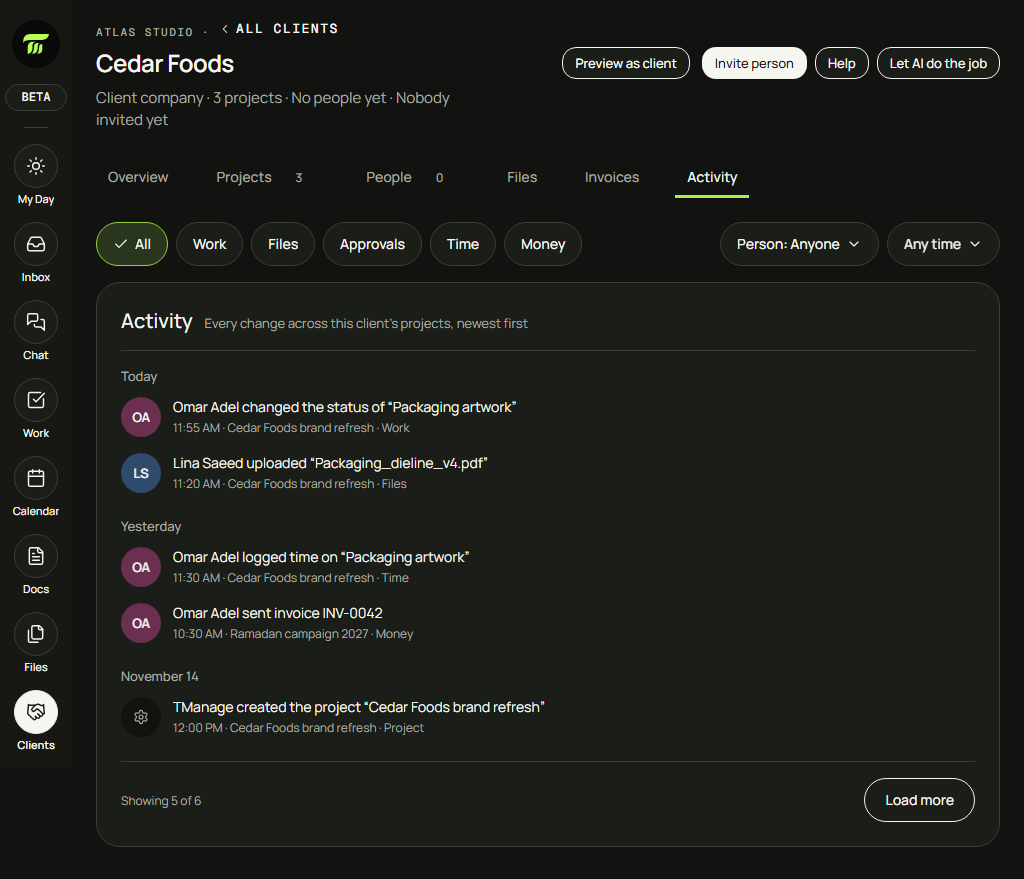 ATLAS STUDIO · < ALL CLIENTS
Cedar Foods
Client company · 3 projects · No people yet · Nobody
invited yet
Preview as client
Invite person
Help
Let AI do the job
BETA
My Day
Inbox
Chat
Work
Calendar
Docs
Files
Clients
Overview
Projects 3
People 0
Files
Invoices
Activity
All
Work
Files
Approvals
Time
Money
Person: Anyone
Any time
Activity Every change across this client's projects, newest first
Today
OA
Omar Adel changed the status of “Packaging artwork”
11:55 AM · Cedar Foods brand refresh · Work
LS
Lina Saeed uploaded “Packaging_dieline_v4.pdf”
11:20 AM · Cedar Foods brand refresh · Files
Yesterday
OA
Omar Adel logged time on “Packaging artwork”
11:30 AM · Cedar Foods brand refresh · Time
OA
Omar Adel sent invoice INV-0042
10:30 AM · Ramadan campaign 2027 · Money
November 14
TManage created the project “Cedar Foods brand refresh”
12:00 PM · Cedar Foods brand refresh · Project
Showing 5 of 6
Load more